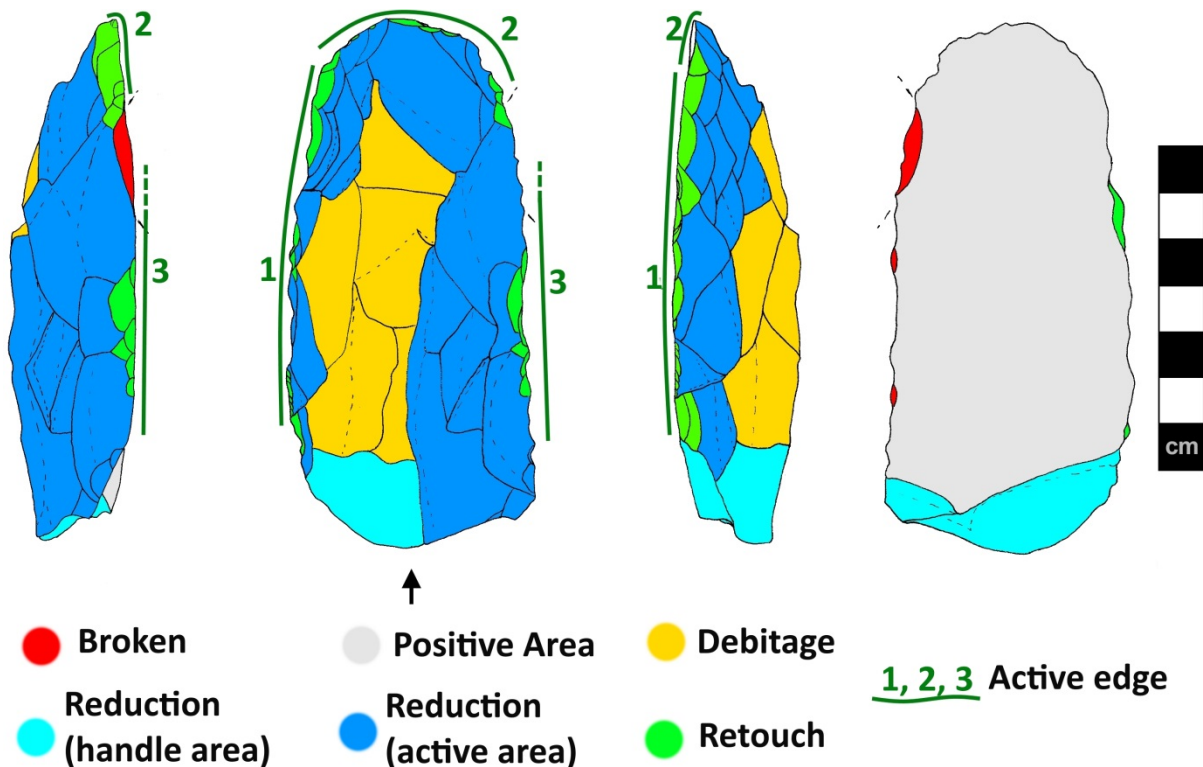 2
2
2
1
3
1
3
cm
Broken
Positive Area
Debitage
Reduction
(handle area)
Reduction
(active area)
Retouch
1, 2, 3 Active edge